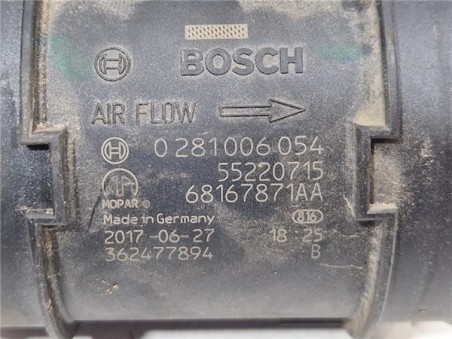 BOSCH
AIR FLOW
0 281 006 054
55220715
68167871AA
MOPAR ®
Made in Germany 816
2017-06-27 18:25
362477894 B